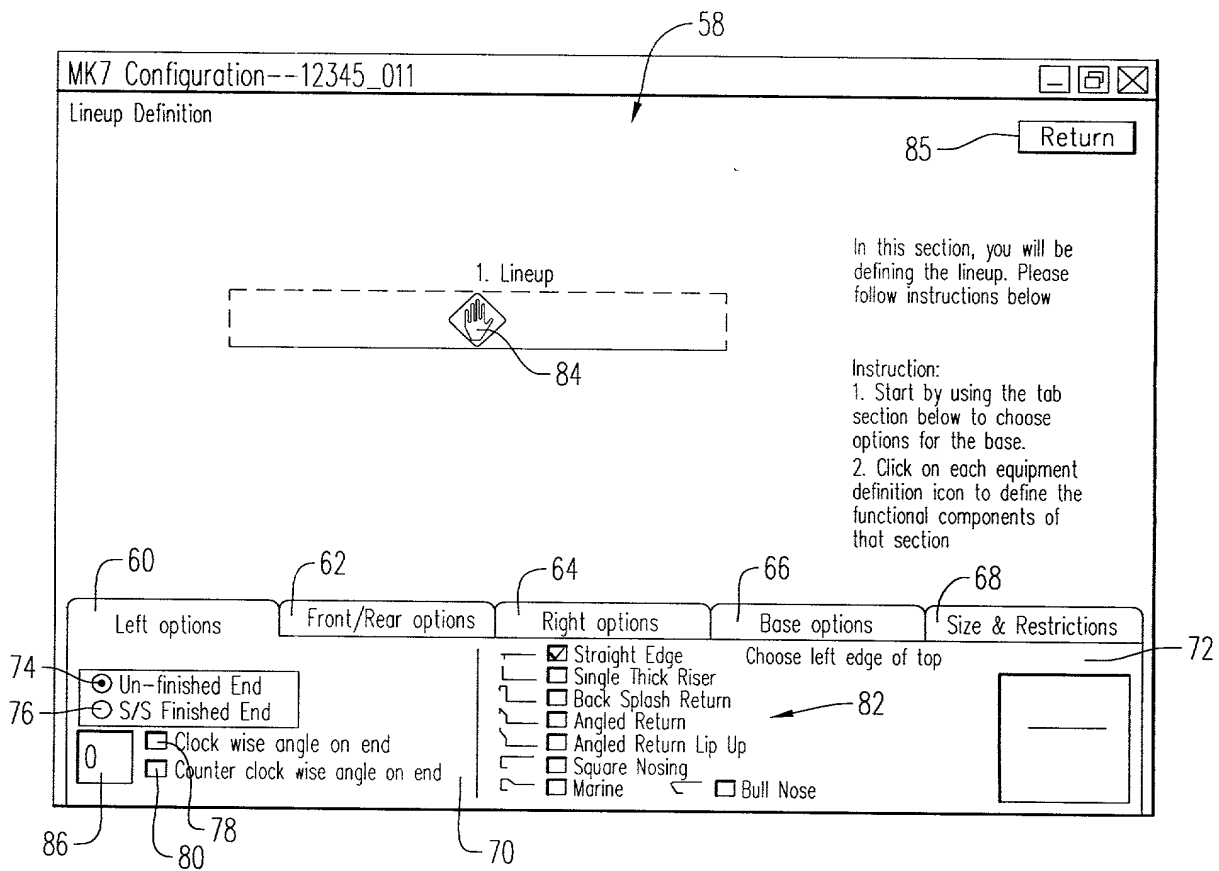 58
MK7 Configuration--12345_011
Lineup Definition
85
Return
In this section, you will be
defining the lineup. Please
follow instructions below
1. Lineup
84
Instruction:
1. Start by using the tab
section below to choose
options for the base.
2. Click on each equipment
definition icon to define the
functional components of
that section
60
62
64
66
68
Left options
Front/Rear options
Right options
Base options
Size & Restrictions
74
Un-finished End
76
S/S Finished End
0
Clock wise angle on end
Counter clock wise angle on end
Straight Edge
Single Thick Riser
Back Splash Return
Angled Return
Angled Return Lip Up
Square Nosing
Marine
Bull Nose
Choose left edge of top
72
82
86
80
78
70